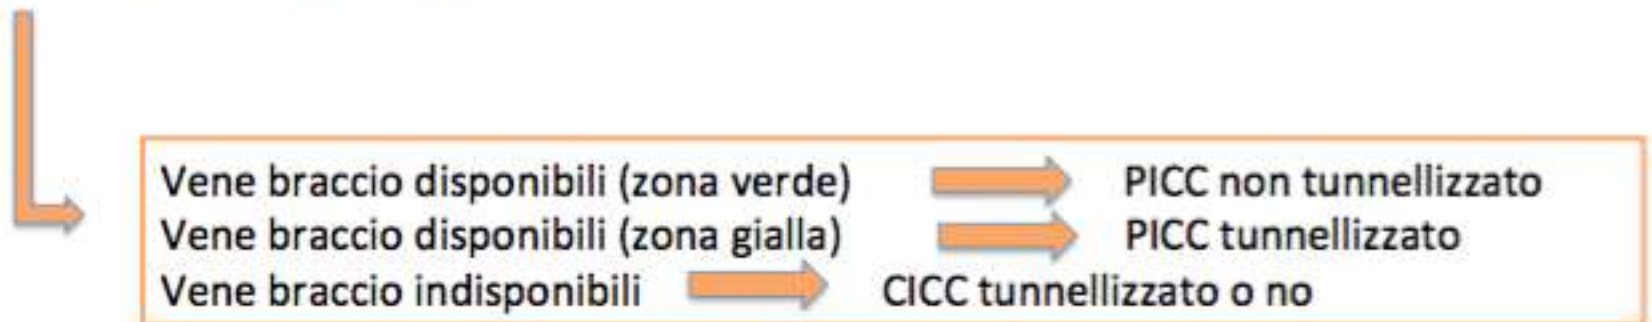 Vene braccio disponibili (zona verde) PICC non tunnellizzato
Vene braccio disponibili (zona gialla) PICC tunnellizzato
Vene braccio indisponibili CICC tunnellizzato o no